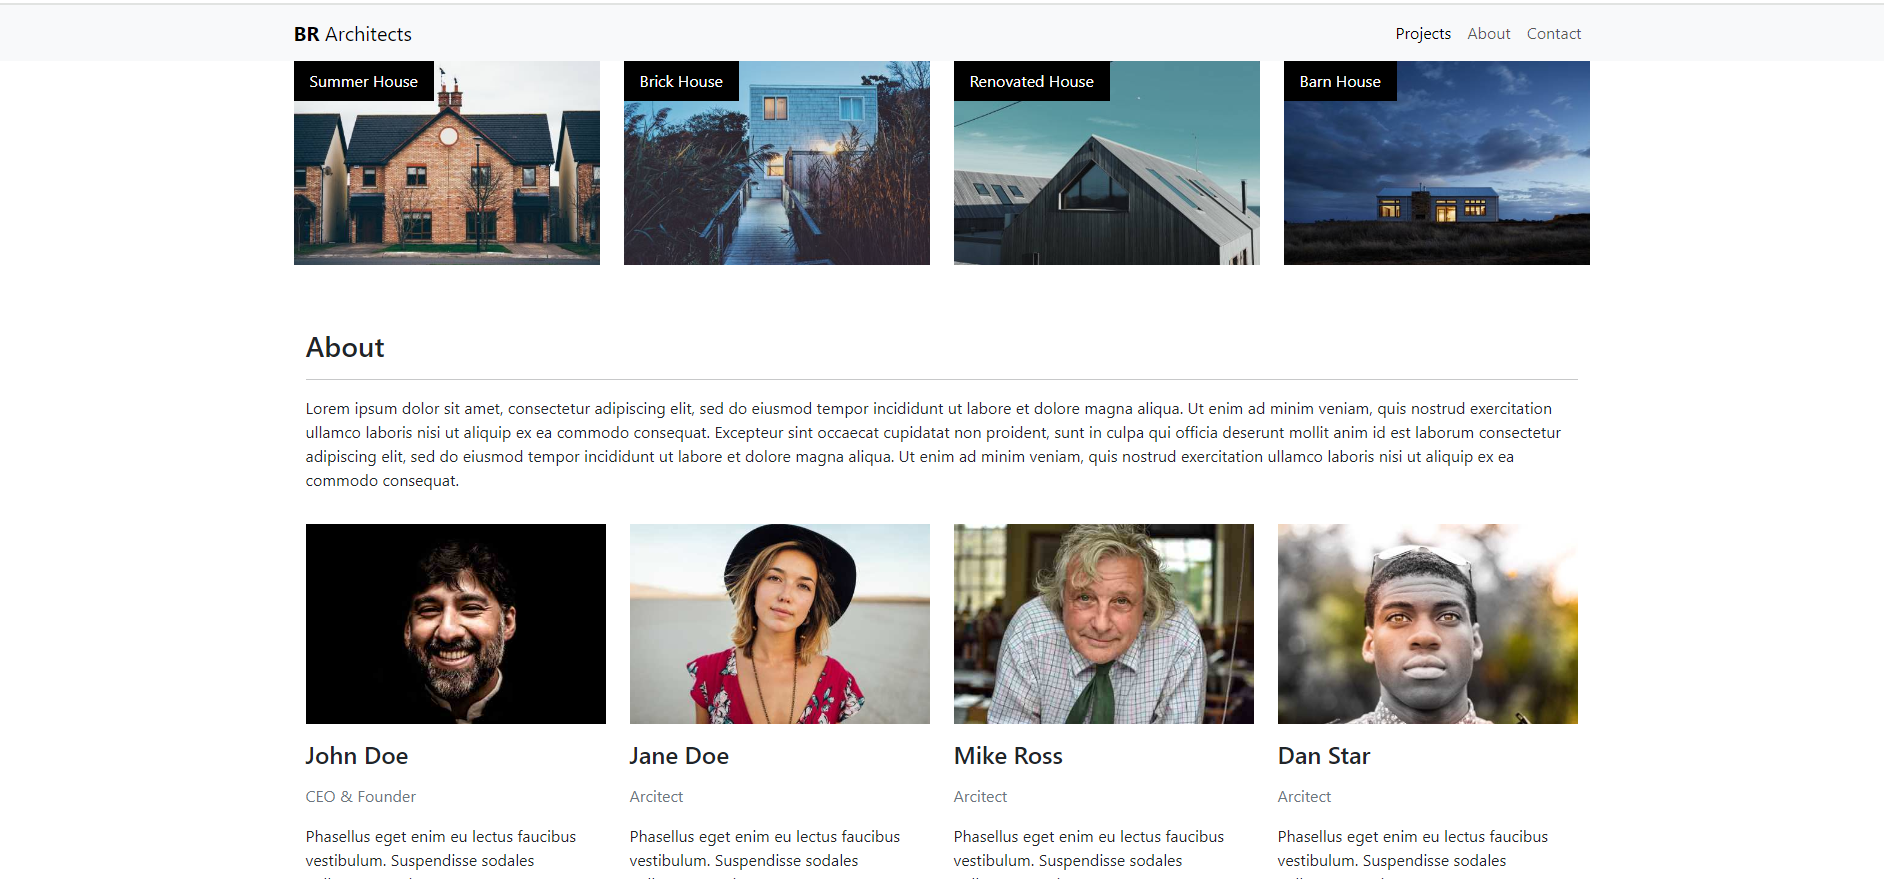 BR Architects
Projects About Contact
Summer House
Brick House
Renovated House
Barn House
About
Lorem ipsum dolor sit amet, consectetur adipiscing elit, sed do eiusmod tempor incididunt ut labore et dolore magna aliqua. Ut enim ad minim veniam, quis nostrud exercitation
ullamco laboris nisi ut aliquip ex ea commodo consequat. Excepteur sint occaecat cupidatat non proident, sunt in culpa qui officia deserunt mollit anim id est laborum consectetur
adipiscing elit, sed do eiusmod tempor incididunt ut labore et dolore magna aliqua. Ut enim ad minim veniam, quis nostrud exercitation ullamco laboris nisi ut aliquip ex ea
commodo consequat.
John Doe
CEO & Founder
Phasellus eget enim eu lectus faucibus
vestibulum. Suspendisse sodales
Jane Doe
Arcitect
Phasellus eget enim eu lectus faucibus
vestibulum. Suspendisse sodales
Mike Ross
Arcitect
Phasellus eget enim eu lectus faucibus
vestibulum. Suspendisse sodales
Dan Star
Arcitect
Phasellus eget enim eu lectus faucibus
vestibulum. Suspendisse sodales